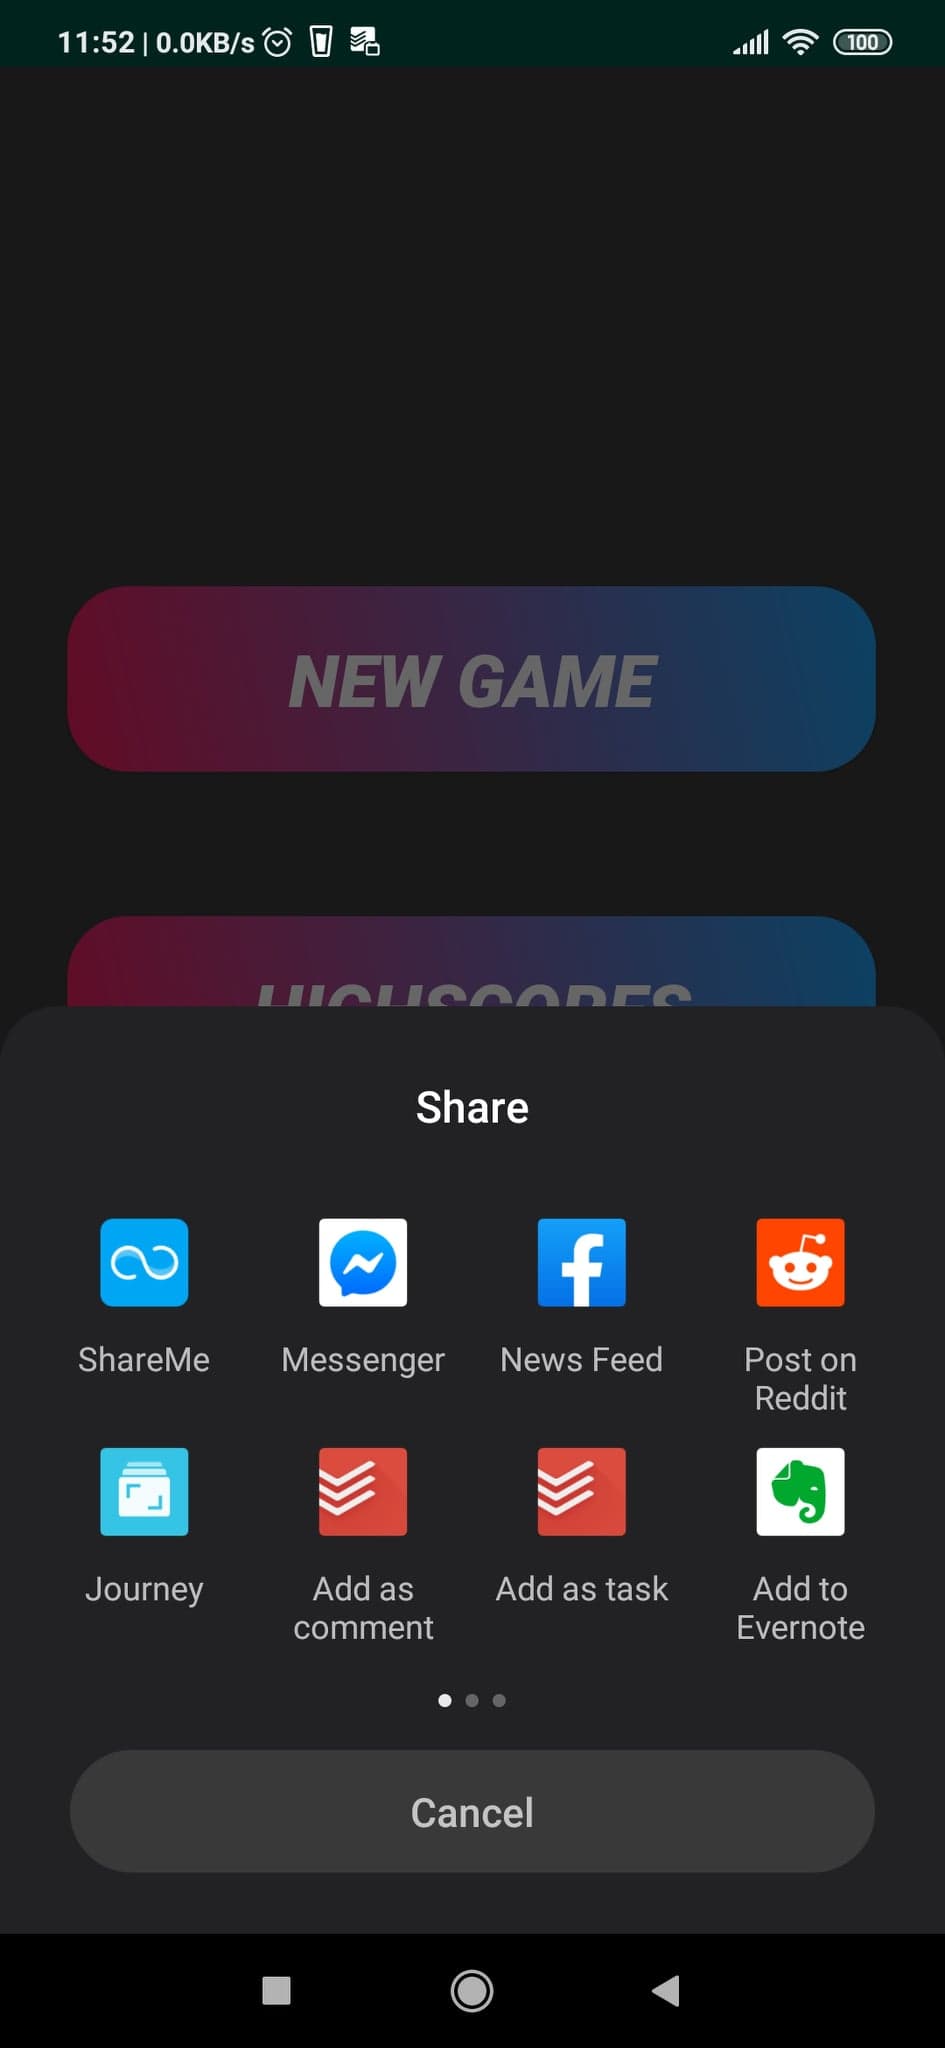 11:52 | 0.0KB/s
100
NEW GAME
HIGHSCORES
Share
ShareMe
Messenger
News Feed
Post on
Reddit
Journey
Add as
comment
Add as task
Add to
Evernote
Cancel